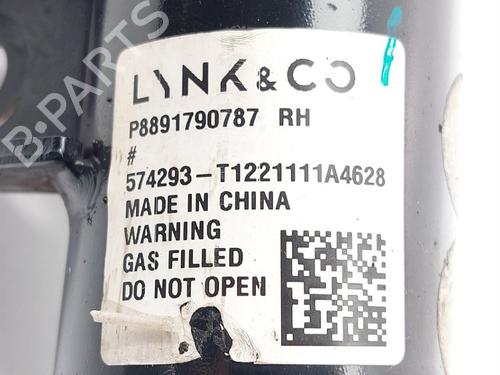 LYNK & CO
P8891790787 RH
#
574293-T1221111A4628
MADE IN CHINA
WARNING
GAS FILLED
DO NOT OPEN
B-PARTS